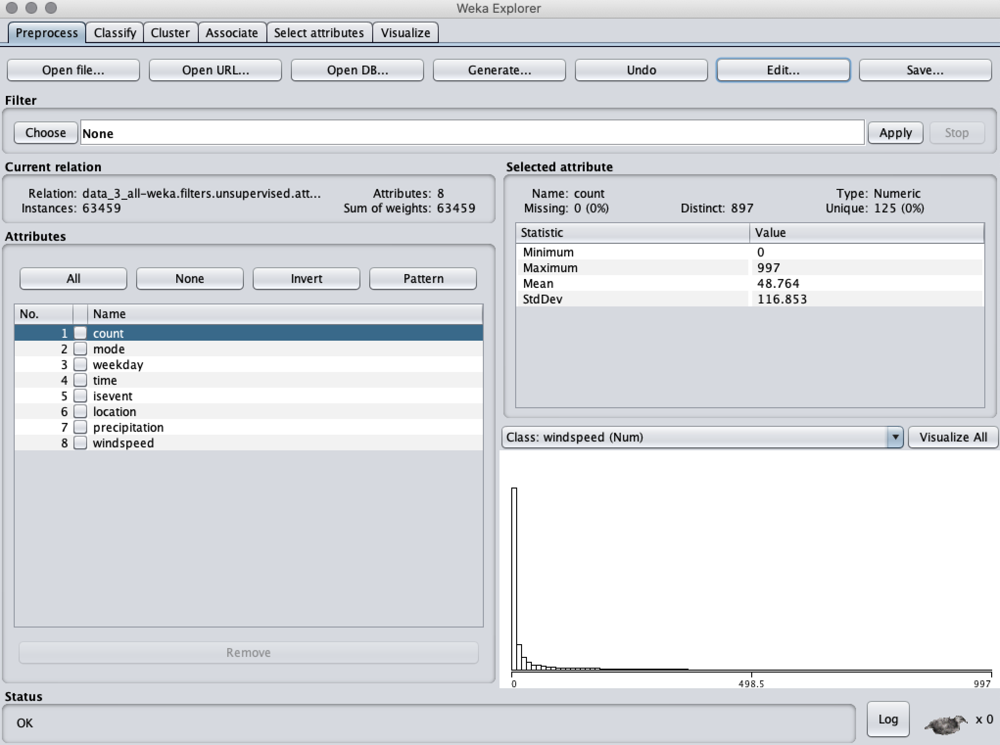 Weka Explorer
Preprocess Classify Cluster Associate Select attributes Visualize
Open file... Open URL... Open DB... Generate... Undo Edit... Save...
Filter
Choose None Apply Stop
Current relation
Relation: data_3_all-weka.filters.unsupervised.att... Attributes: 8
Instances: 63459 Sum of weights: 63459
Attributes
All None Invert Pattern
No. Name
1 count
2 mode
3 weekday
4 time
5 isevent
6 location
7 precipitation
8 windspeed
Remove
Selected attribute
Name: count Type: Numeric
Missing: 0 (0%) Distinct: 897 Unique: 125 (0%)
Statistic Value
Minimum 0
Maximum 997
Mean 48.764
StdDev 116.853
Class: windspeed (Num) Visualize All
0 498.5 997
Status
OK Log x 0